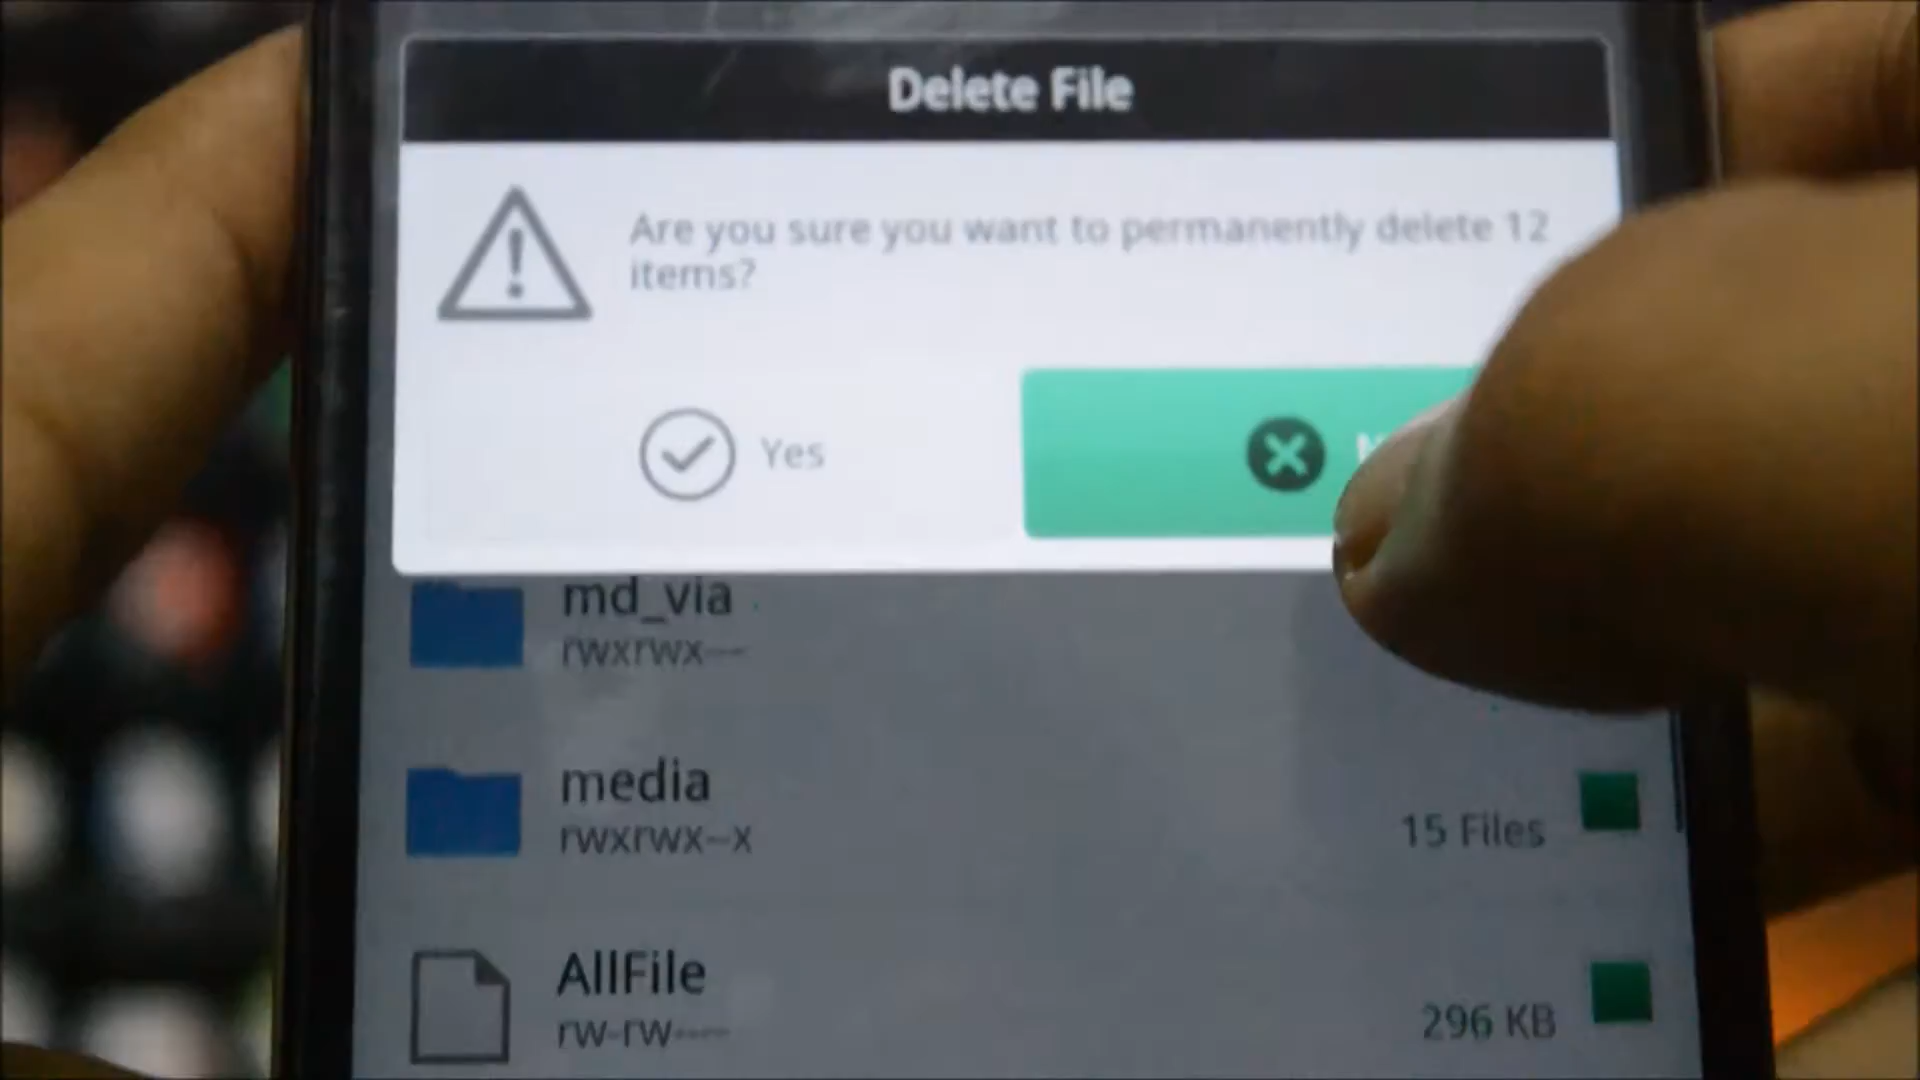 Delete File
Are you sure you want to permanently delete 12
items?
Yes
md_via
rwxrwx---
media
rwxrwx--x
15 Files
AllFile
rw-rw----
296 KB